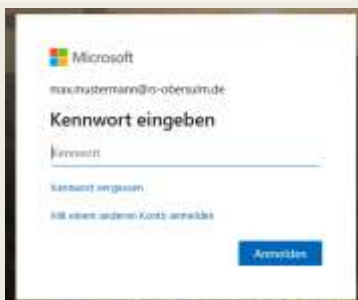 Microsoft
max.mustermann@rs-obersulm.de
Kennwort eingeben
Kennwort
Kennwort vergessen
Mit einem anderen Konto anmelden
Anmelden